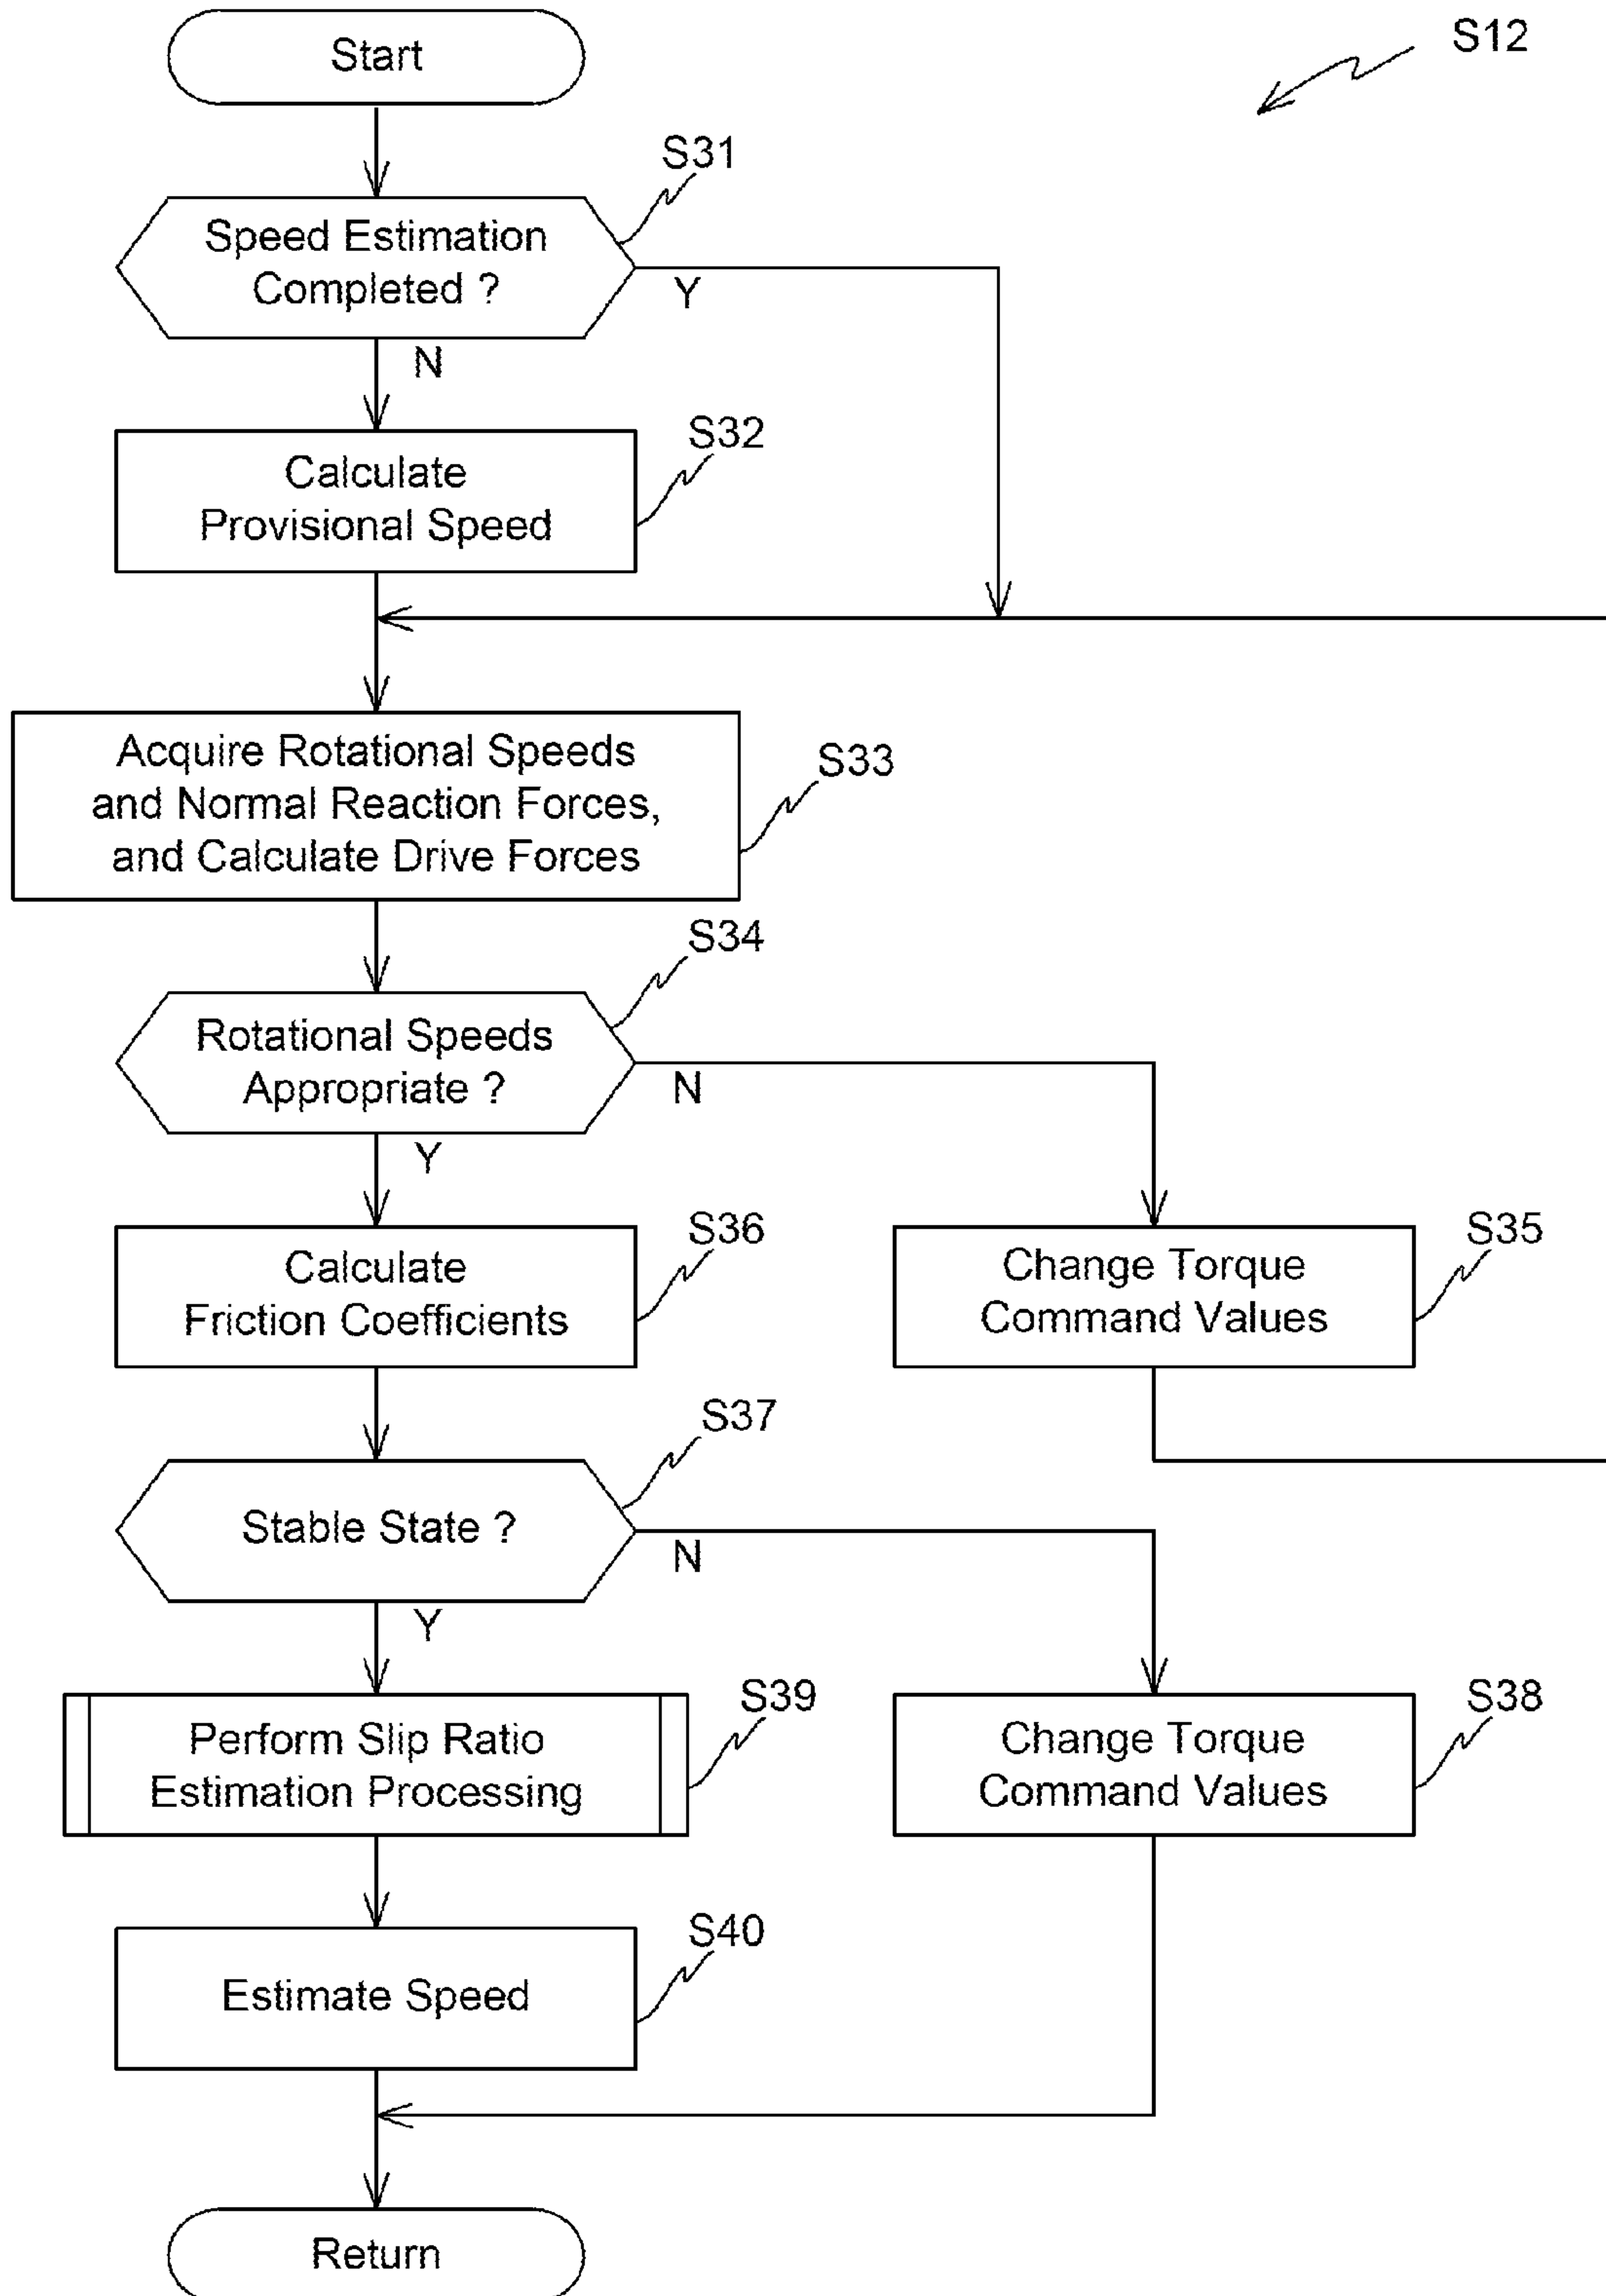 Start
S12
S31
Speed Estimation
Completed ?
Y
N
S32
Calculate
Provisional Speed
Acquire Rotational Speeds
and Normal Reaction Forces,
and Calculate Drive Forces
S33
S34
Rotational Speeds
Appropriate ?
N
Y
S36
Calculate
Friction Coefficients
S35
Change Torque
Command Values
S37
Stable State ?
N
Y
S39
Perform Slip Ratio
Estimation Processing
S38
Change Torque
Command Values
S40
Estimate Speed
Return